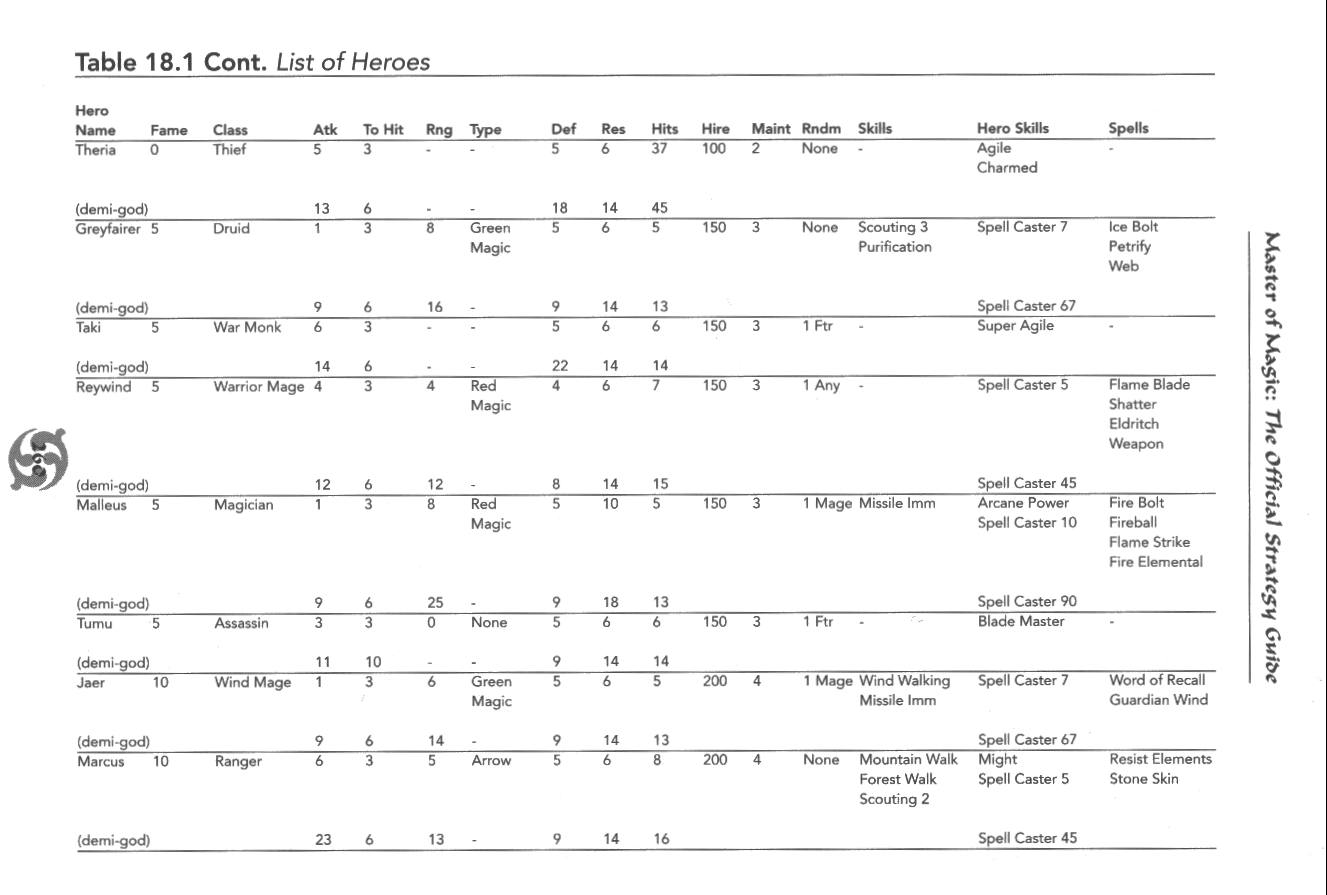 Table 18.1 Cont. List of Heroes
Hero
Name Fame Class Atk To Hit Rng Type Def Res Hits Hire Maint Rndm Skills Hero Skills Spells
Theria 0 Thief 5 3 - - 5 6 37 100 2 None - Agile -
Charmed
(demi-god) 13 6 - - 18 14 45
Greyfairer 5 Druid 1 3 8 Green 5 6 5 150 3 None Scouting 3 Spell Caster 7 Ice Bolt
Magic Purification Petrify
Web
(demi-god) 9 6 16 - 9 14 13 Spell Caster 67
Taki 5 War Monk 6 3 - - 5 6 6 150 3 1 Ftr - Super Agile -
(demi-god) 14 6 - - 22 14 14
Reywind 5 Warrior Mage 4 3 4 Red 4 6 7 150 3 1 Any - Spell Caster 5 Flame Blade
Magic Shatter
Eldritch
Weapon
(demi-god) 12 6 12 - 8 14 15 Spell Caster 45
Malleus 5 Magician 1 3 8 Red 5 10 5 150 3 1 Mage Missile Imm Arcane Power Fire Bolt
Magic Spell Caster 10 Fireball
Flame Strike
Fire Elemental
(demi-god) 9 6 25 - 9 18 13 Spell Caster 90
Tumu 5 Assassin 3 3 0 None 5 6 6 150 3 1 Ftr - Blade Master -
(demi-god) 11 10 - - 9 14 14
Jaer 10 Wind Mage 1 3 6 Green 5 6 5 200 4 1 Mage Wind Walking Spell Caster 7 Word of Recall
Magic Missile Imm Guardian Wind
(demi-god) 9 6 14 - 9 14 13 Spell Caster 67
Marcus 10 Ranger 6 3 5 Arrow 5 6 8 200 4 None Mountain Walk Might Resist Elements
Forest Walk Spell Caster 5 Stone Skin
Scouting 2
(demi-god) 23 6 13 - 9 14 16 Spell Caster 45
Master of Magic: The Official Strategy Guide